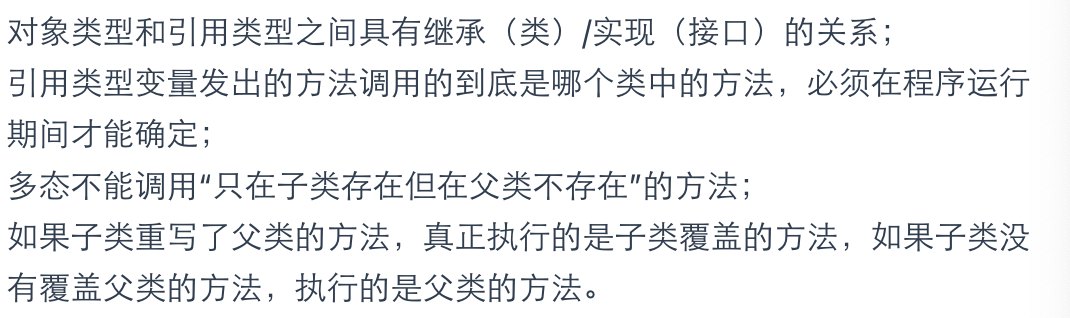 对象类型和引用类型之间具有继承（类）/实现（接口）的关系；
引用类型变量发出的方法调用的到底是哪个类中的方法，必须在程序运行
期间才能确定；
多态不能调用“只在子类存在但在父类不存在”的方法；
如果子类重写了父类的方法，真正执行的是子类覆盖的方法，如果子类没
有覆盖父类的方法，执行的是父类的方法。